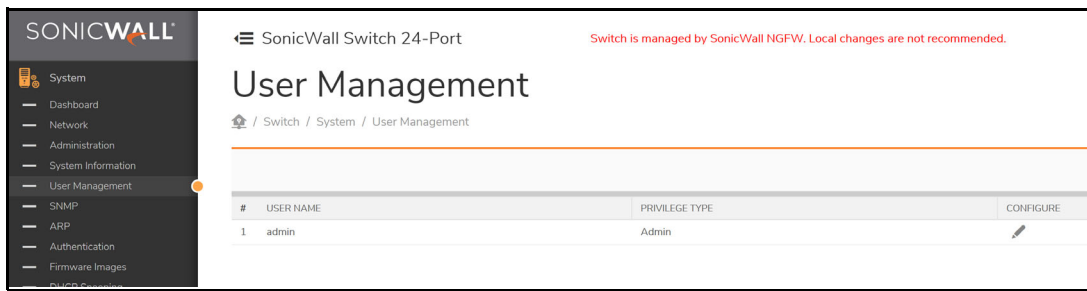 SONICWALL
System
Dashboard
Network
Administration
System Information
User Management
SNMP
ARP
Authentication
Firmware Images
DHCP Snooping
SonicWall Switch 24-Port
Switch is managed by SonicWall NGFW. Local changes are not recommended.
User Management
/ Switch / System / User Management
# USER NAME PRIVILEGE TYPE CONFIGURE
1 admin Admin